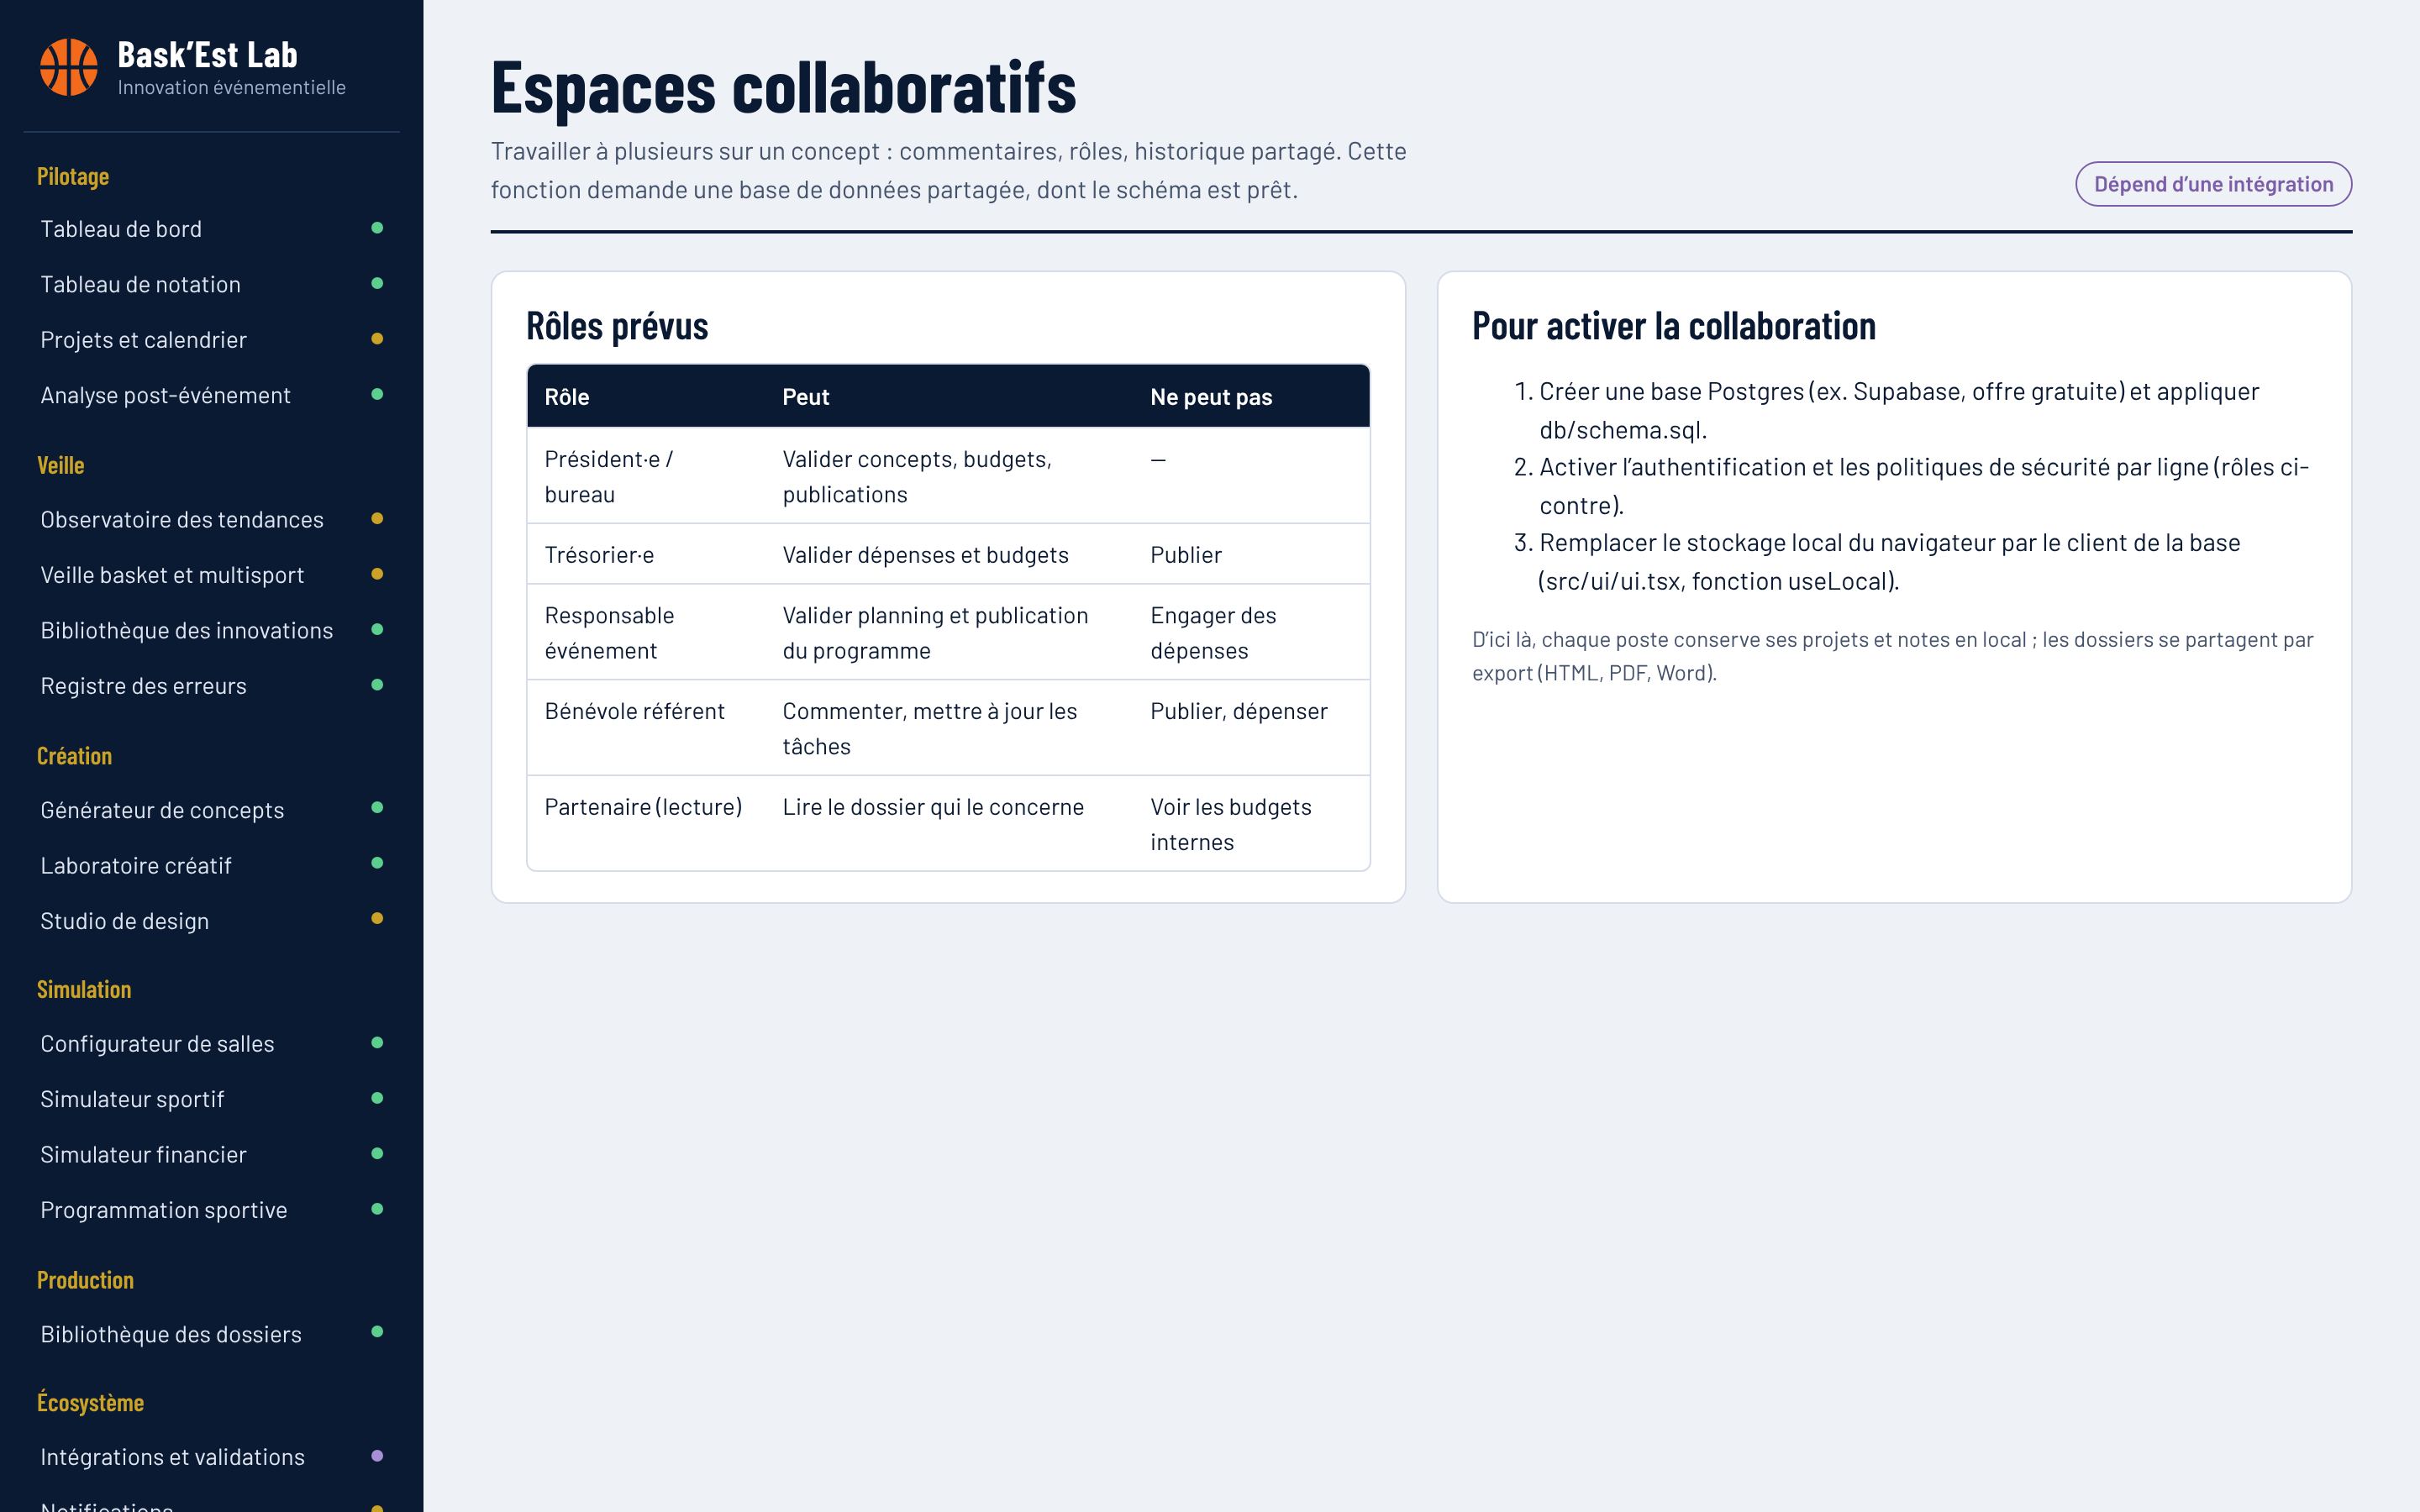 Bask’Est Lab
Innovation événementielle
Pilotage
Tableau de bord
Tableau de notation
Projets et calendrier
Analyse post-événement
Veille
Observatoire des tendances
Veille basket et multisport
Bibliothèque des innovations
Registre des erreurs
Création
Générateur de concepts
Laboratoire créatif
Studio de design
Simulation
Configurateur de salles
Simulateur sportif
Simulateur financier
Programmation sportive
Production
Bibliothèque des dossiers
Écosystème
Intégrations et validations
Notifications
Espaces collaboratifs
Travailler à plusieurs sur un concept : commentaires, rôles, historique partagé. Cette
fonction demande une base de données partagée, dont le schéma est prêt.
Dépend d’une intégration
Rôles prévus
Rôle Peut Ne peut pas
Président·e / Valider concepts, budgets, —
bureau publications
Trésorier·e Valider dépenses et budgets Publier
Responsable Valider planning et publication Engager des
événement du programme dépenses
Bénévole référent Commenter, mettre à jour les Publier, dépenser
tâches
Partenaire (lecture) Lire le dossier qui le concerne Voir les budgets
internes
Pour activer la collaboration
1. Créer une base Postgres (ex. Supabase, offre gratuite) et appliquer
db/schema.sql.
2. Activer l’authentification et les politiques de sécurité par ligne (rôles ci-
contre).
3. Remplacer le stockage local du navigateur par le client de la base
(src/ui/ui.tsx, fonction useLocal).
D’ici là, chaque poste conserve ses projets et notes en local ; les dossiers se partagent par
export (HTML, PDF, Word).